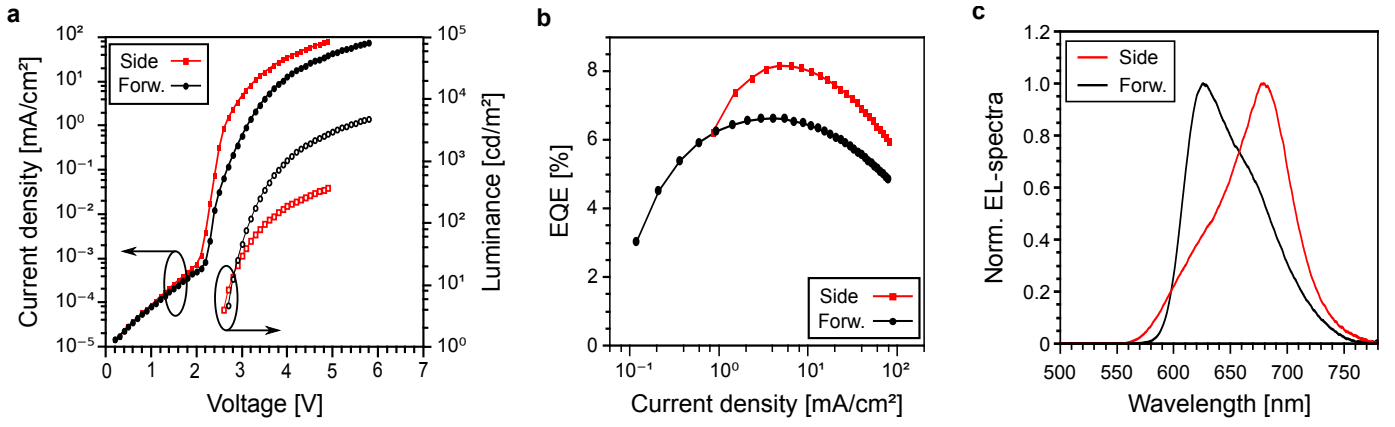 a
Current density [mA/cm²]
10²
10¹
10⁰
10⁻¹
10⁻²
10⁻³
10⁻⁴
10⁻⁵
Side
Forw.
10⁵
10⁴
10³
10²
10¹
10⁰
Luminance [cd/m²]
0 1 2 3 4 5 6 7
Voltage [V]
b
EQE [%]
8
6
4
2
0
Side
Forw.
10⁻¹ 10⁰ 10¹ 10²
Current density [mA/cm²]
c
Norm. EL-spectra
1.2
1.0
0.8
0.6
0.4
0.2
0
Side
Forw.
500 550 600 650 700 750
Wavelength [nm]